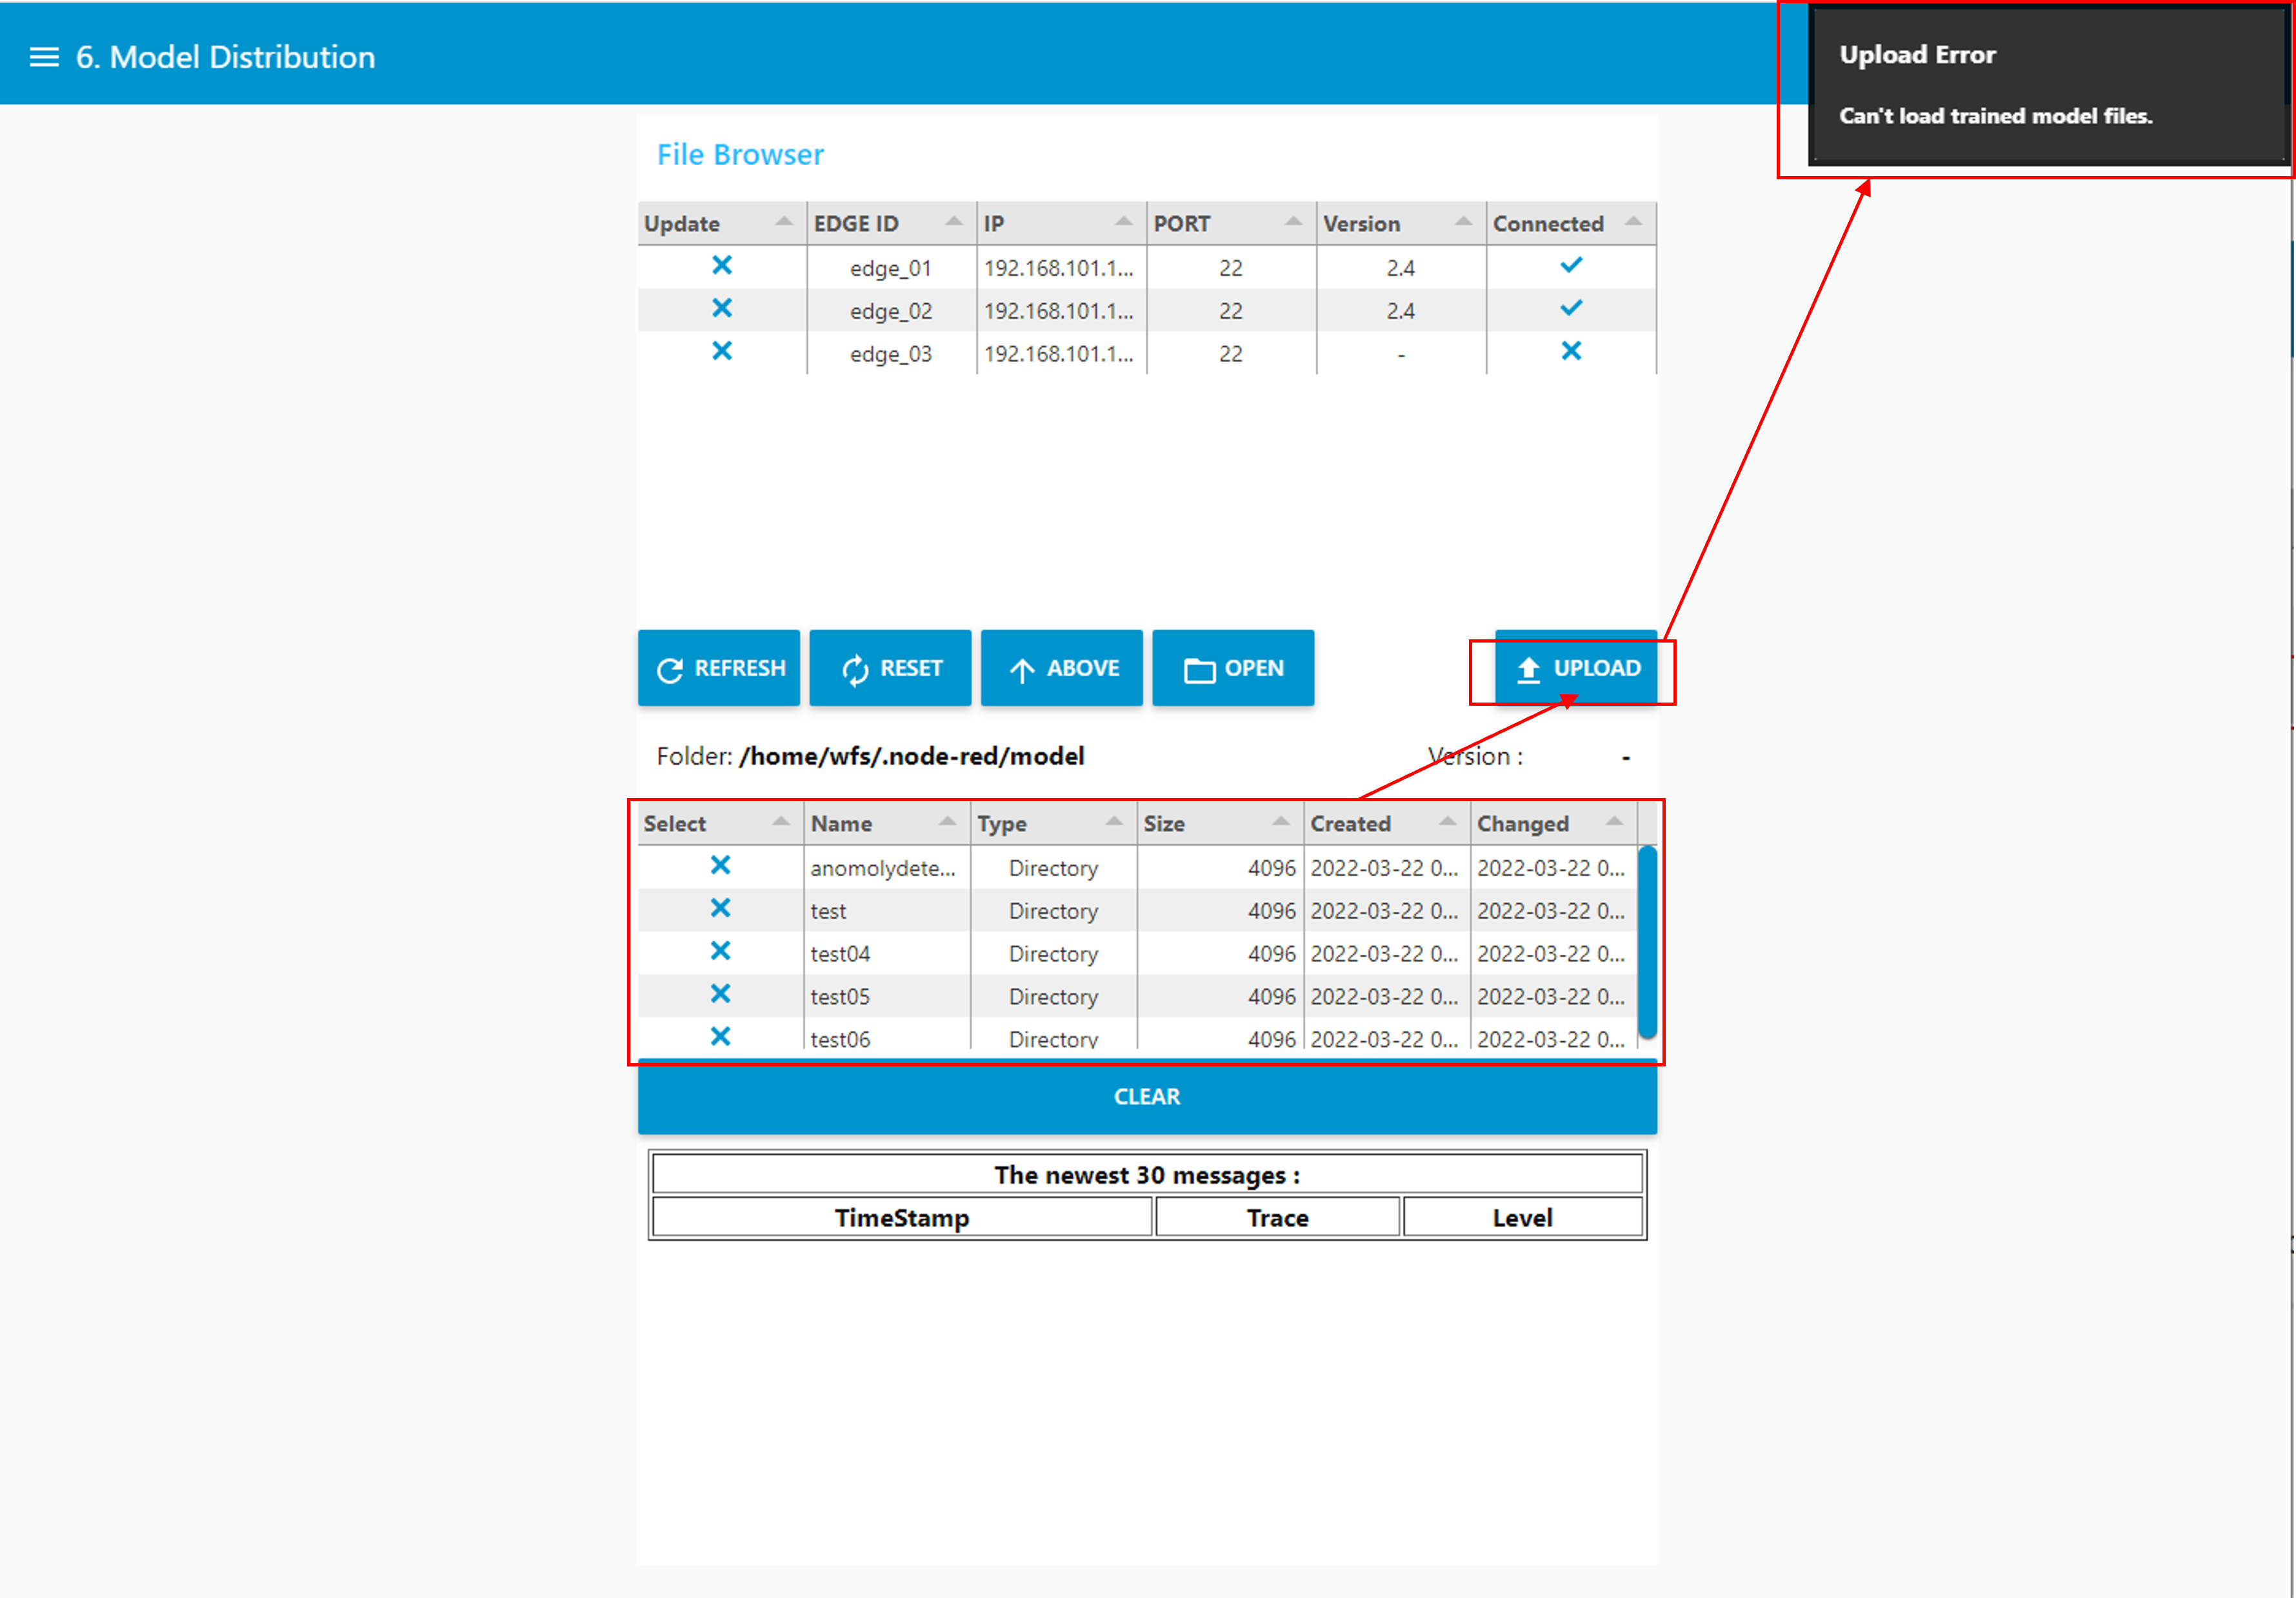 6. Model Distribution
Upload Error
Can't load trained model files.
File Browser
Update EDGE ID IP PORT Version Connected
edge_01 192.168.101.1... 22 2.4
edge_02 192.168.101.1... 22 2.4
edge_03 192.168.101.1... 22 -
REFRESH RESET ABOVE OPEN UPLOAD
Folder: /home/wfs/.node-red/model Version : -
Select Name Type Size Created Changed
anomolydete... Directory 4096 2022-03-22 0... 2022-03-22 0...
test Directory 4096 2022-03-22 0... 2022-03-22 0...
test04 Directory 4096 2022-03-22 0... 2022-03-22 0...
test05 Directory 4096 2022-03-22 0... 2022-03-22 0...
test06 Directory 4096 2022-03-22 0... 2022-03-22 0...
CLEAR
The newest 30 messages :
TimeStamp Trace Level